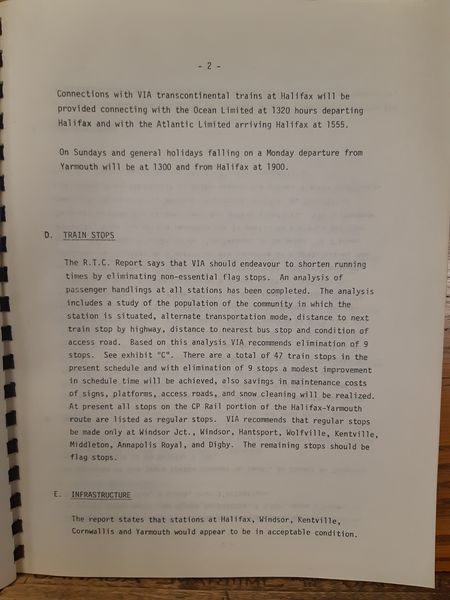 - 2 -
Connections with VIA transcontinental trains at Halifax will be
provided connecting with the Ocean Limited at 1320 hours departing
Halifax and with the Atlantic Limited arriving Halifax at 1555.
On Sundays and general holidays falling on a Monday departure from
Yarmouth will be at 1300 and from Halifax at 1900.
D. TRAIN STOPS
The R.T.C. Report says that VIA should endeavour to shorten running
times by eliminating non-essential flag stops. An analysis of
passenger handlings at all stations has been completed. The analysis
includes a study of the population of the community in which the
station is situated, alternate transportation mode, distance to next
train stop by highway, distance to nearest bus stop and condition of
access road. Based on this analysis VIA recommends elimination of 9
stops. See exhibit "C". There are a total of 47 train stops in the
present schedule and with elimination of 9 stops a modest improvement
in schedule time will be achieved, also savings in maintenance costs
of signs, platforms, access roads, and snow cleaning will be realized.
At present all stops on the CP Rail portion of the Halifax-Yarmouth
route are listed as regular stops. VIA recommends that regular stops
be made only at Windsor Jct., Windsor, Hantsport, Wolfville, Kentville,
Middleton, Annapolis Royal, and Digby. The remaining stops should be
flag stops.
E. INFRASTRUCTURE
The report states that stations at Halifax, Windsor, Kentville,
Cornwallis and Yarmouth would appear to be in acceptable condition.